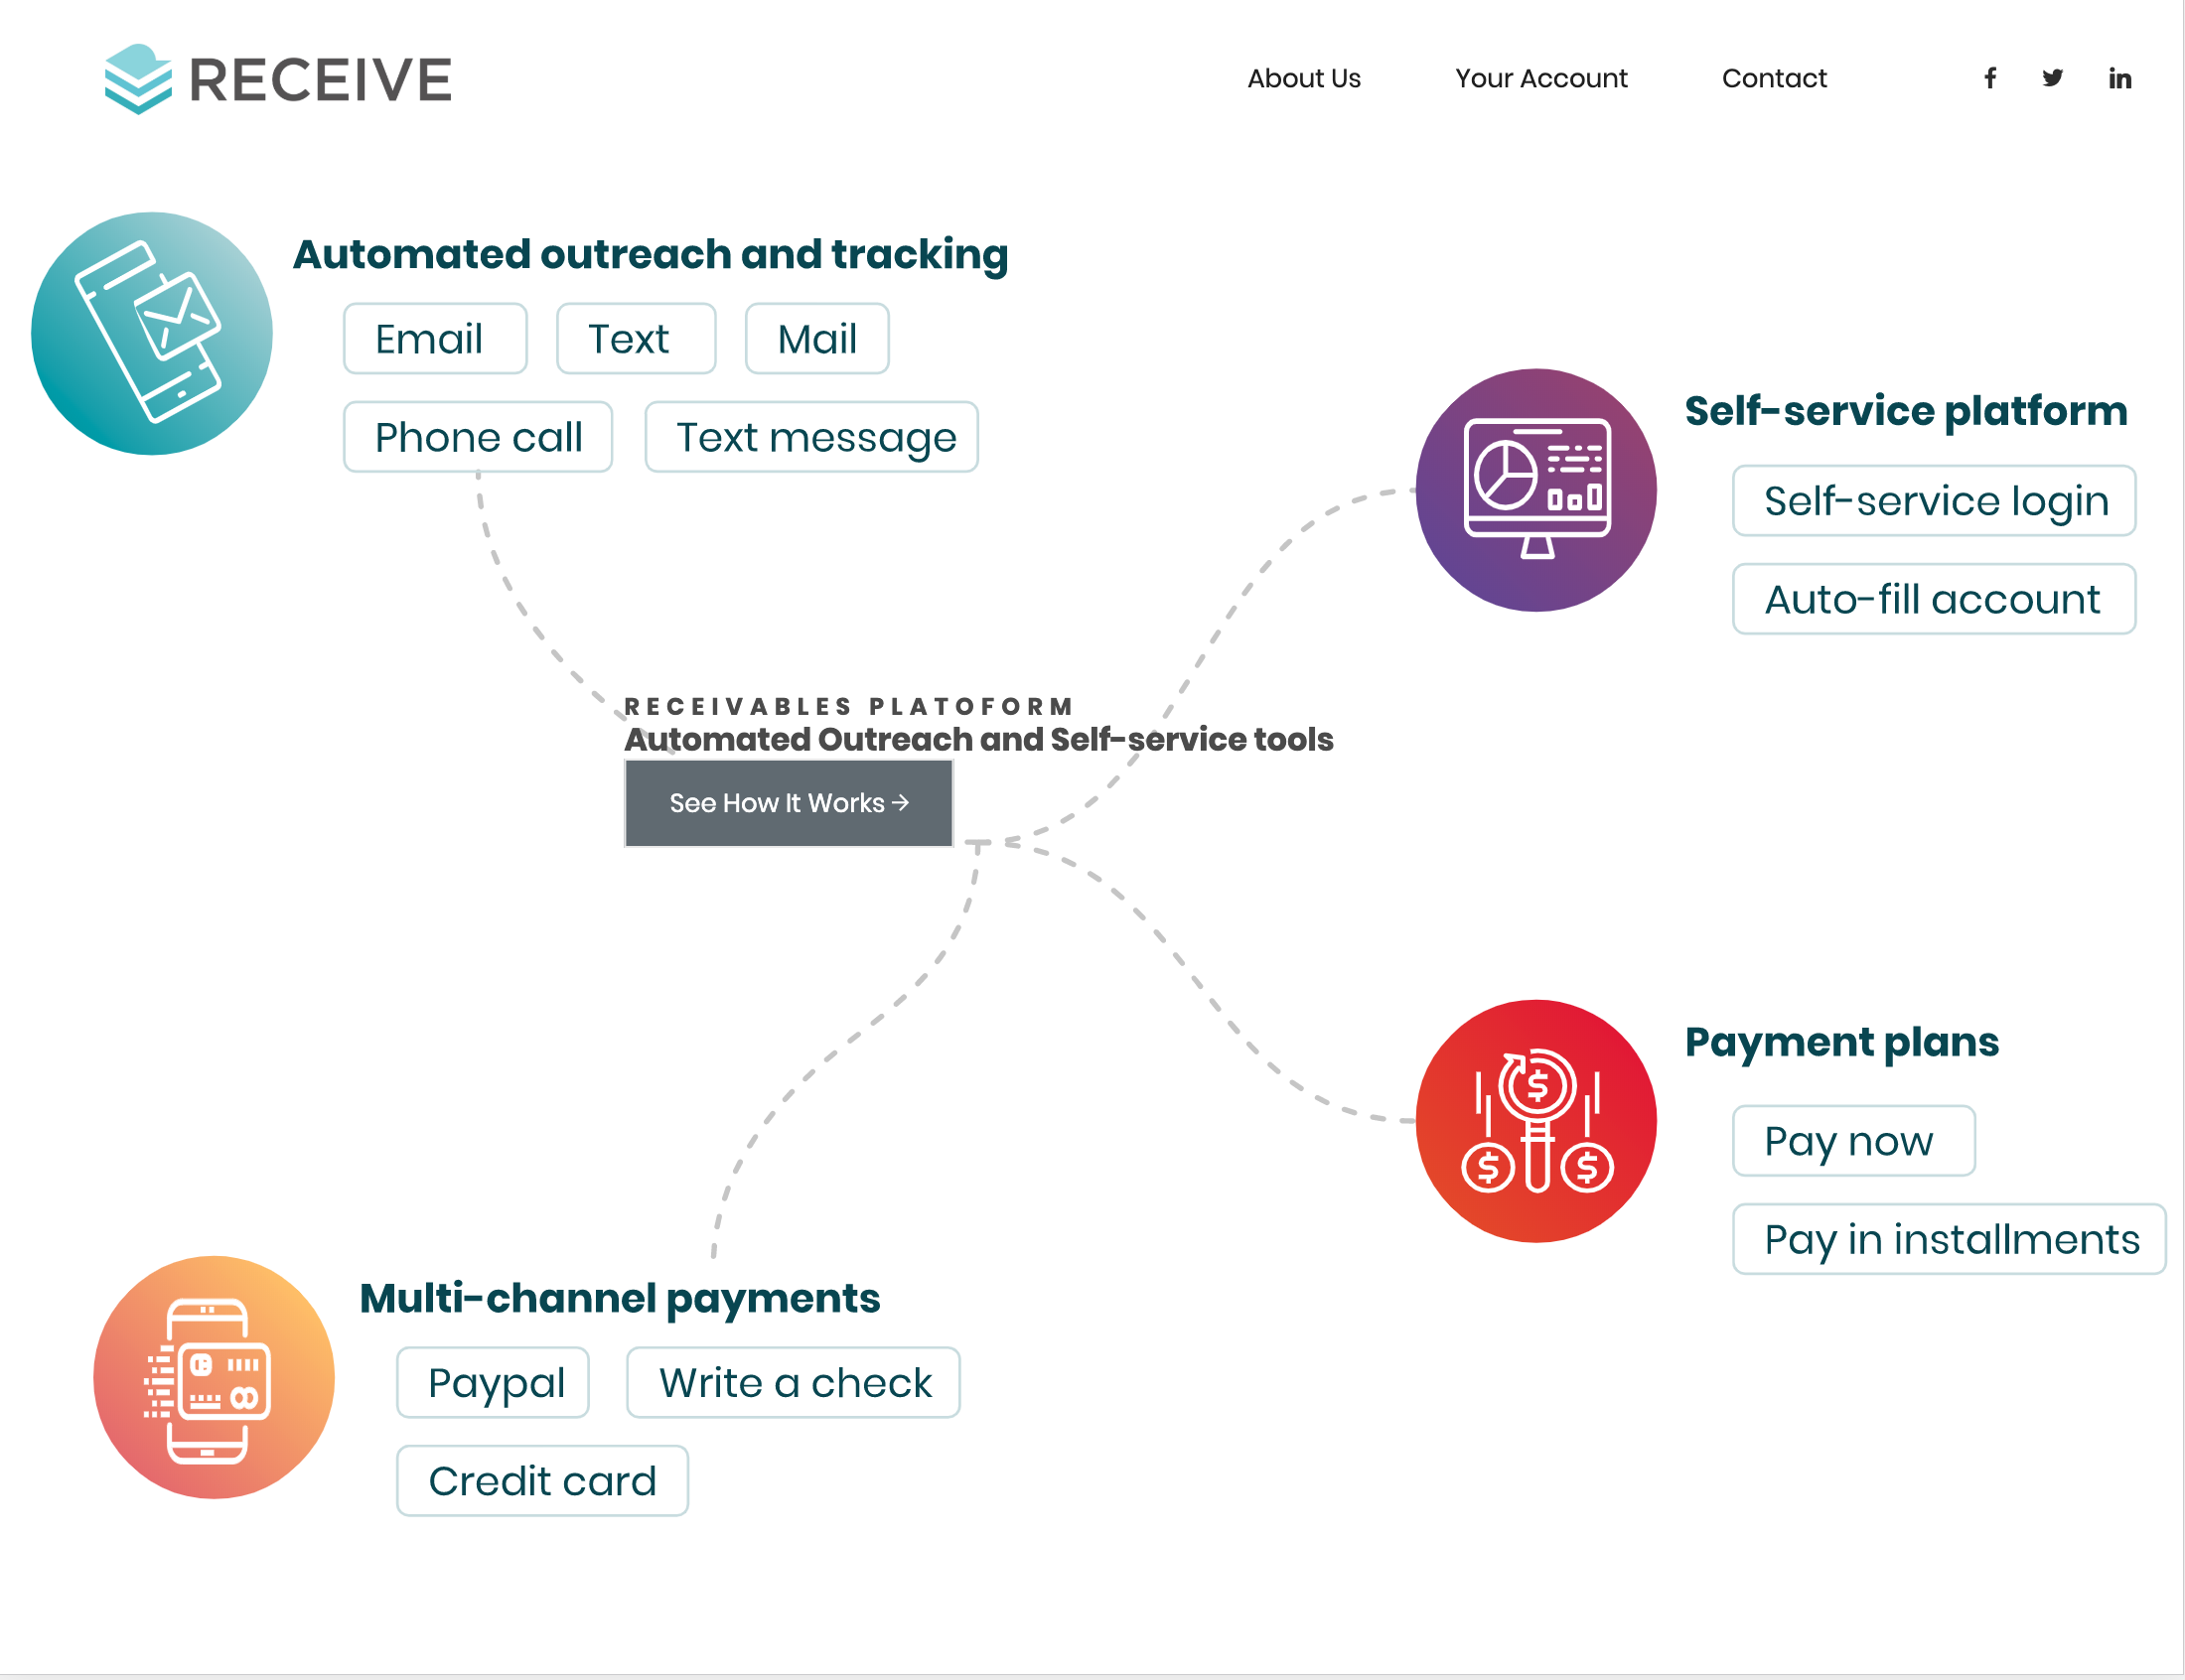 RECEIVE
About Us
Your Account
Contact
Automated outreach and tracking
Email
Text
Mail
Phone call
Text message
Self-service platform
Self-service login
Auto-fill account
RECEIVABLES PLATOFORM
Automated Outreach and Self-service tools
See How It Works →
Payment plans
Pay now
Pay in installments
Multi-channel payments
Paypal
Write a check
Credit card